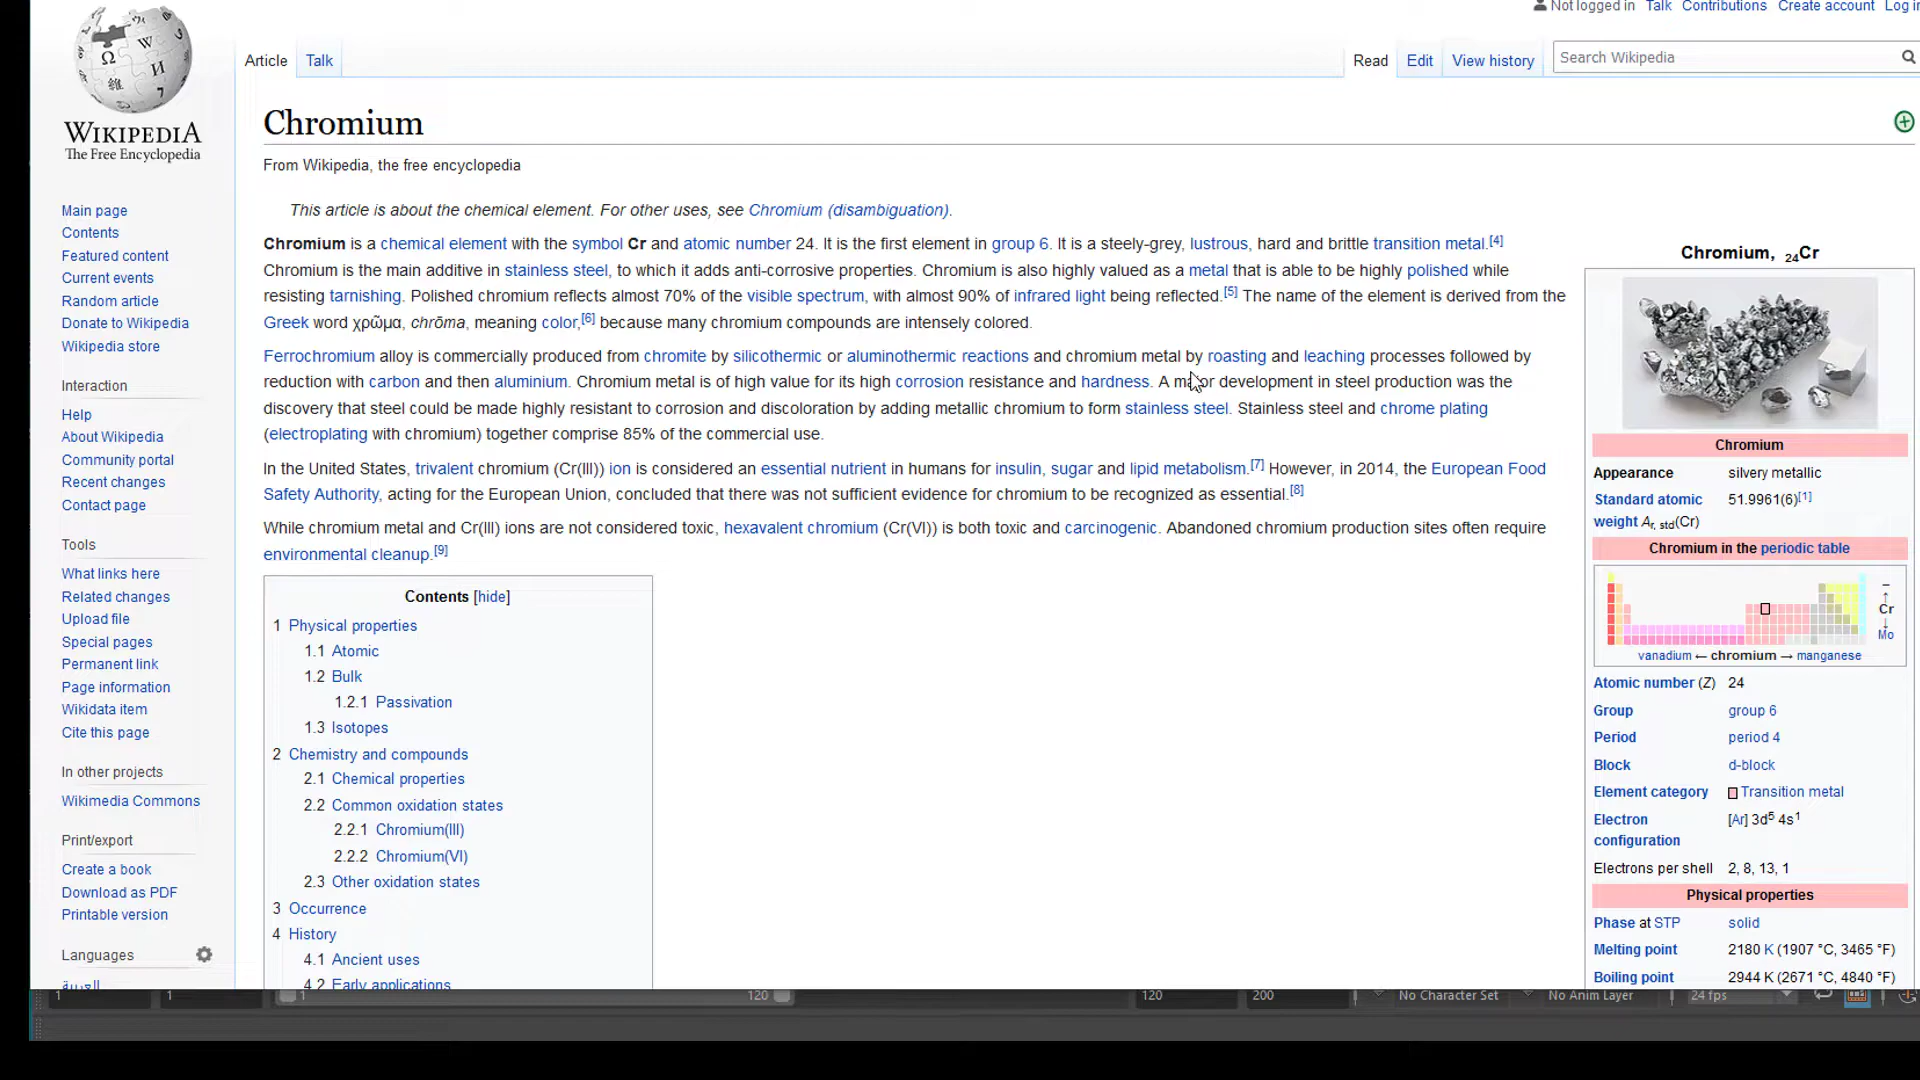 Not logged in Talk Contributions Create account Log in
Article Talk
Read Edit View history Search Wikipedia
WIKIPEDIA
The Free Encyclopedia
Main page
Contents
Featured content
Current events
Random article
Donate to Wikipedia
Wikipedia store
Interaction
Help
About Wikipedia
Community portal
Recent changes
Contact page
Tools
What links here
Related changes
Upload file
Special pages
Permanent link
Page information
Wikidata item
Cite this page
In other projects
Wikimedia Commons
Print/export
Create a book
Download as PDF
Printable version
Languages
العربية
Chromium
From Wikipedia, the free encyclopedia
This article is about the chemical element. For other uses, see Chromium (disambiguation).
Chromium is a chemical element with the symbol Cr and atomic number 24. It is the first element in group 6. It is a steely-grey, lustrous, hard and brittle transition metal.[4]
Chromium is the main additive in stainless steel, to which it adds anti-corrosive properties. Chromium is also highly valued as a metal that is able to be highly polished while
resisting tarnishing. Polished chromium reflects almost 70% of the visible spectrum, with almost 90% of infrared light being reflected.[5] The name of the element is derived from the
Greek word χρῶμα, chrōma, meaning color,[6] because many chromium compounds are intensely colored.
Ferrochromium alloy is commercially produced from chromite by silicothermic or aluminothermic reactions and chromium metal by roasting and leaching processes followed by
reduction with carbon and then aluminium. Chromium metal is of high value for its high corrosion resistance and hardness. A major development in steel production was the
discovery that steel could be made highly resistant to corrosion and discoloration by adding metallic chromium to form stainless steel. Stainless steel and chrome plating
(electroplating with chromium) together comprise 85% of the commercial use.
In the United States, trivalent chromium (Cr(III)) ion is considered an essential nutrient in humans for insulin, sugar and lipid metabolism.[7] However, in 2014, the European Food
Safety Authority, acting for the European Union, concluded that there was not sufficient evidence for chromium to be recognized as essential.[8]
While chromium metal and Cr(III) ions are not considered toxic, hexavalent chromium (Cr(VI)) is both toxic and carcinogenic. Abandoned chromium production sites often require
environmental cleanup.[9]
Contents [hide]
1 Physical properties
1.1 Atomic
1.2 Bulk
1.2.1 Passivation
1.3 Isotopes
2 Chemistry and compounds
2.1 Chemical properties
2.2 Common oxidation states
2.2.1 Chromium(III)
2.2.2 Chromium(VI)
2.3 Other oxidation states
3 Occurrence
4 History
4.1 Ancient uses
4.2 Early applications
Chromium, 24Cr
Chromium
Appearance silvery metallic
Standard atomic 51.9961(6)[1]
weight Ar, std(Cr)
Chromium in the periodic table
–
↑
Cr
↓
Mo
vanadium ← chromium → manganese
Atomic number (Z) 24
Group group 6
Period period 4
Block d-block
Element category Transition metal
Electron [Ar] 3d5 4s1
configuration
Electrons per shell 2, 8, 13, 1
Physical properties
Phase at STP solid
Melting point 2180 K (1907 °C, 3465 °F)
Boiling point 2944 K (2671 °C, 4840 °F)
1 1 1 120 120 200 No Character Set No Anim Layer 24 fps